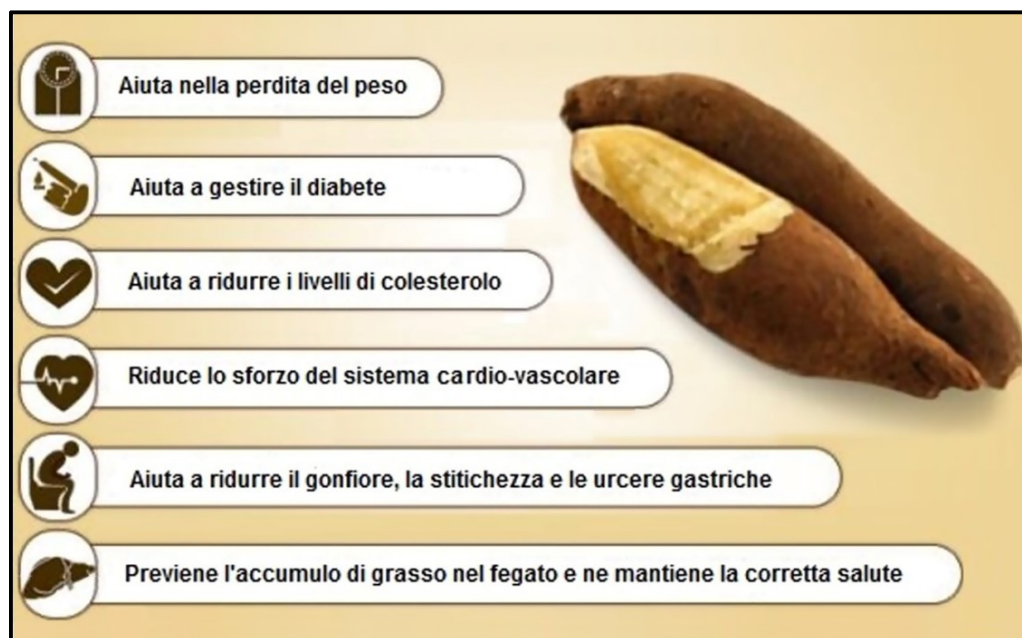 Aiuta nella perdita del peso
Aiuta a gestire il diabete
Aiuta a ridurre i livelli di colesterolo
Riduce lo sforzo del sistema cardio-vascolare
Aiuta a ridurre il gonfiore, la stitichezza e le urcere gastriche
Previene l'accumulo di grasso nel fegato e ne mantiene la corretta salute